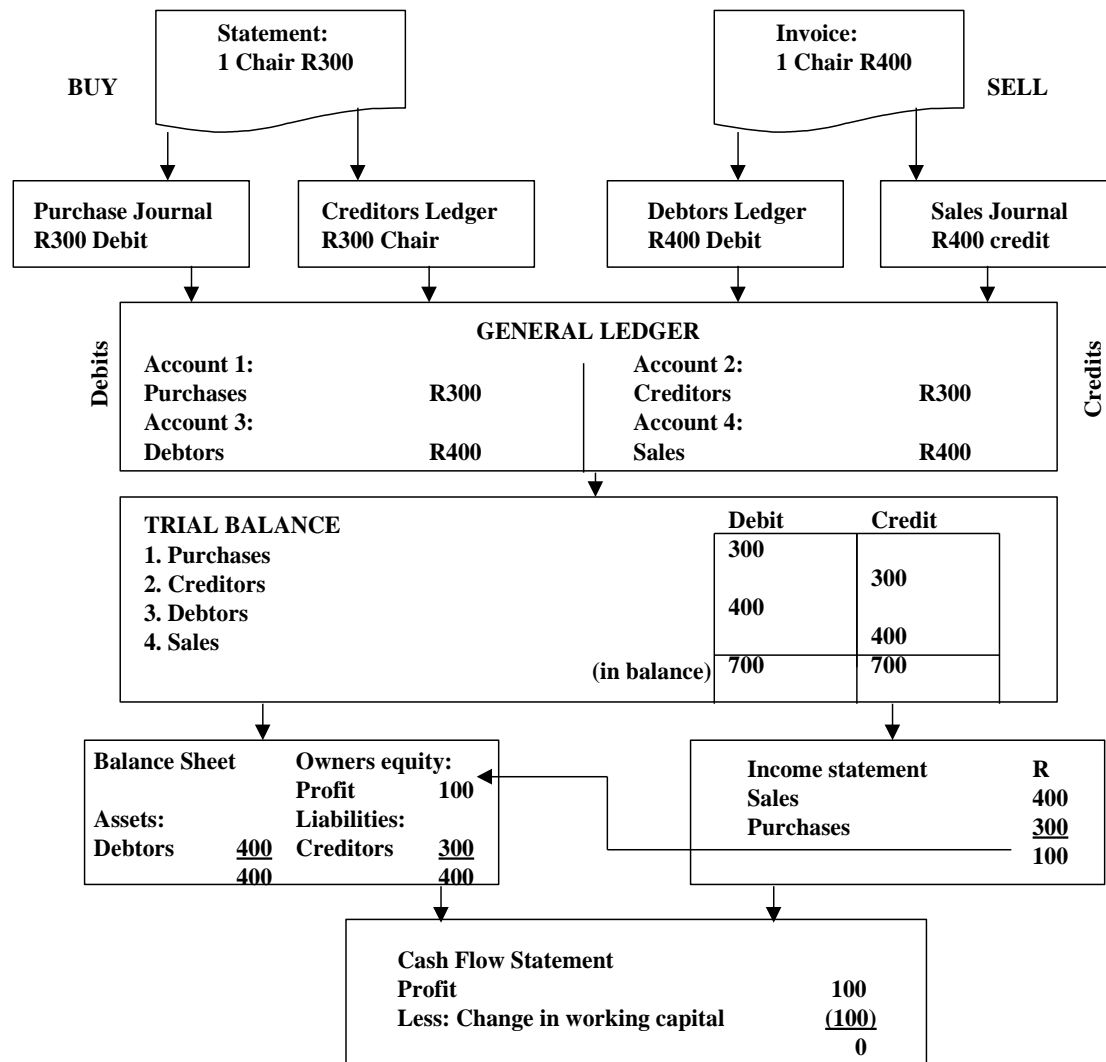 Statement:
1 Chair R300
Invoice:
1 Chair R400
BUY
SELL
Purchase Journal
R300 Debit
Creditors Ledger
R300 Chair
Debtors Ledger
R400 Debit
Sales Journal
R400 credit
Debits
GENERAL LEDGER
Account 1: Account 2:
Purchases R300 Creditors R300
Account 3: Account 4:
Debtors R400 Sales R400
Credits
Debit Credit
TRIAL BALANCE
1. Purchases 300
2. Creditors 300
3. Debtors 400
4. Sales 400
(in balance) 700 700
Balance Sheet Owners equity:
Profit 100
Assets: Liabilities:
Debtors 400 Creditors 300
400 400
Income statement R
Sales 400
Purchases 300
100
Cash Flow Statement
Profit 100
Less: Change in working capital (100)
0